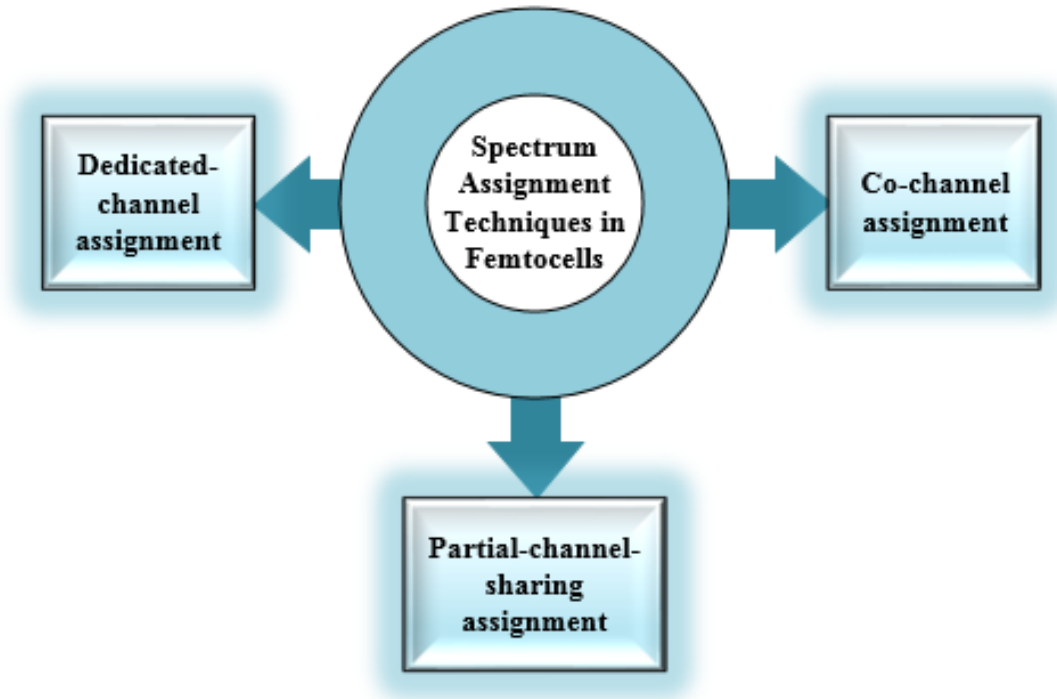 Spectrum
Assignment
Techniques in
Femtocells
Dedicated-
channel
assignment
Co-channel
assignment
Partial-channel-
sharing
assignment